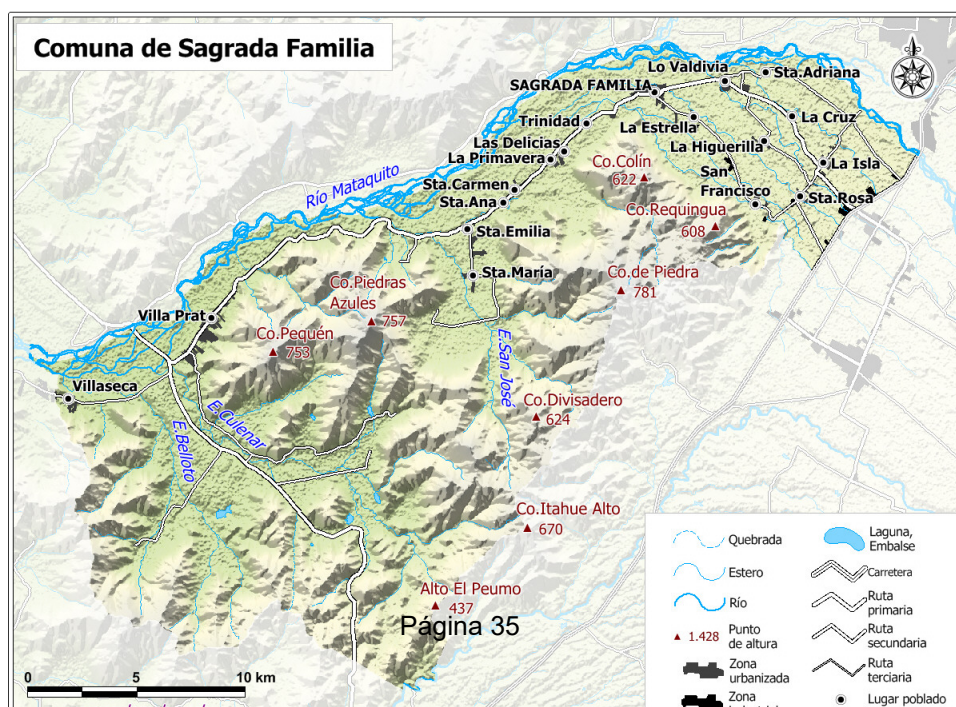 Comuna de Sagrada Familia
Lo Valdivia
Sta.Adriana
SAGRADA FAMILIA
Trinidad
La Estrella
La Cruz
Las Delicias
La Higuerilla
La Primavera
Co.Colín
622
La Isla
San
Francisco
Río Mataquito
Sta.Carmen
Sta.Ana
Sta.Rosa
Co.Requingua
608
Sta.Emilia
Sta.María
Co.de Piedra
781
Co.Piedras
Azules
757
Villa Prat
Co.Pequén
753
E.San José
Villaseca
Co.Divisadero
624
E.Culenar
E.Belloto
Co.Itahue Alto
670
Alto El Peumo
437
Página 35
0 5 10 km
Quebrada
Laguna,
Embalse
Estero
Carretera
Río
Ruta
primaria
1.428
Punto
de altura
Ruta
secundaria
Zona
urbanizada
Ruta
terciaria
Zona
Lugar poblado